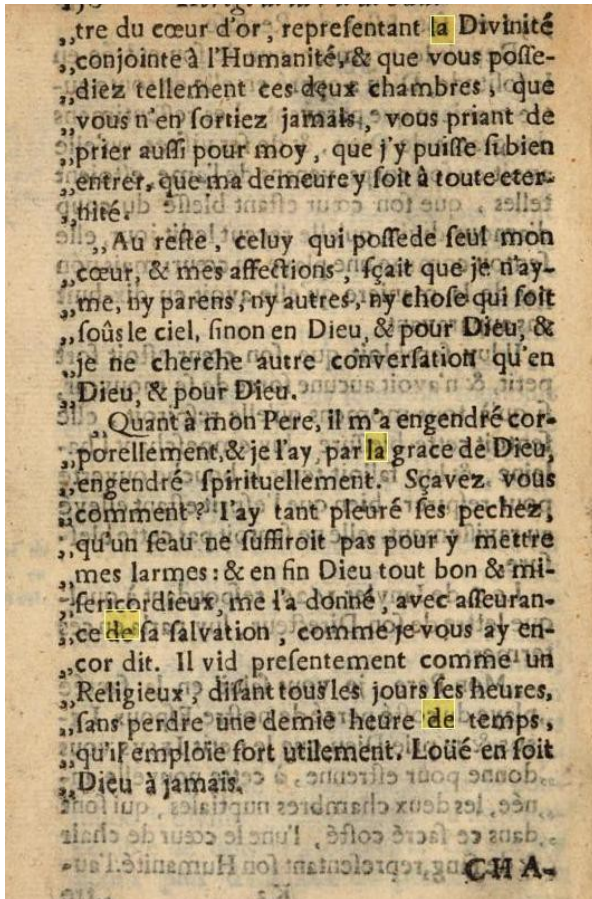 „tre du cœur d'or, repreſentant la Divinité
„conjointe à l'Humanité, & que vous poſſe-
„diez tellement ces deux chambres, que
„vous n'en ſortiez jamais, vous priant de
„prier auſſi pour moy, que j'y puiſſe ſi bien
„entrer, que ma demeure y ſoit à toute eter-
„nité.
„Au reſte, celuy qui poſſede ſeul mon
„cœur, & mes affections, ſçait que je n'ay-
„me, ny parens, ny autres, ny choſe qui ſoit
„ſoûs le ciel, ſinon en Dieu, & pour Dieu, &
„je ne cherche autre converſation qu'en
„Dieu, & pour Dieu.
„Quant à mon Pere, il m'a engendré cor-
„porellement, & je l'ay, par la grace de Dieu,
„engendré ſpirituellement. Sçavez vous
„comment? I'ay tant pleuré ſes pechez,
„qu'un ſeau ne ſuffiroit pas pour y mettre
„mes larmes: & en fin Dieu tout bon & mi-
„ſericordieux, me l'a donné, avec aſſeuran-
„ce de ſa ſalvation, comme je vous ay en-
„cor dit. Il vid preſentement comme un
„Religieux, diſant tous les jours ſes heures,
„ſans perdre une demie heure de temps,
„qu'il emploie fort utilement. Loüé en ſoit
„Dieu à jamais.
CHA-